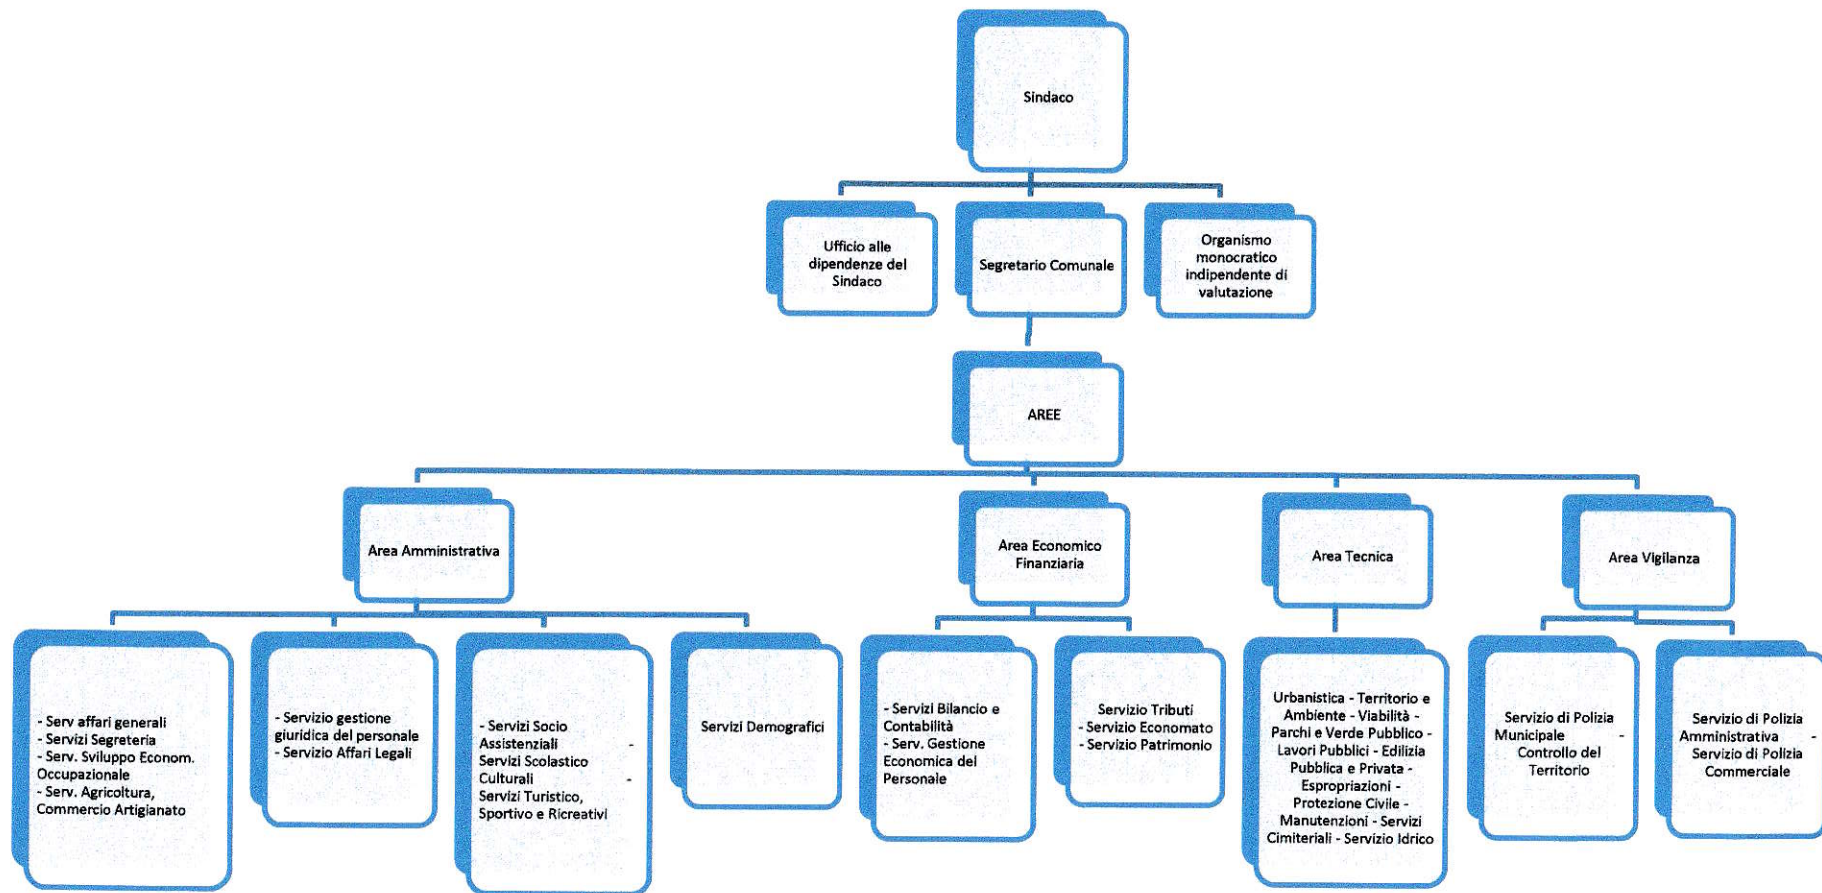 Sindaco
Ufficio alle
dipendenze del
Sindaco
Segretario Comunale
Organismo
monocratico
indipendente di
valutazione
AREE
Area Amministrativa
Area Economico
Finanziaria
Area Tecnica
Area Vigilanza
- Serv affari generali
- Servizi Segreteria
- Serv. Sviluppo Econom.
Occupazionale
- Serv. Agricoltura,
Commercio Artigianato
- Servizio gestione
giuridica del personale
- Servizio Affari Legali
- Servizi Socio
Assistenziali -
Servizi Scolastico
Culturali -
Servizi Turistico,
Sportivo e Ricreativi
Servizi Demografici
- Servizi Bilancio e
Contabilità
- Serv. Gestione
Economica del
Personale
Servizio Tributi
- Servizio Economato
- Servizio Patrimonio
Urbanistica - Territorio e
Ambiente - Viabilità -
Parchi e Verde Pubblico -
Lavori Pubblici - Edilizia
Pubblica e Privata -
Espropriazioni -
Protezione Civile -
Manutenzioni - Servizi
Cimiteriali - Servizio Idrico
Servizio di Polizia
Municipale -
Controllo del
Territorio
Servizio di Polizia
Amministrativa -
Servizio di Polizia
Commerciale